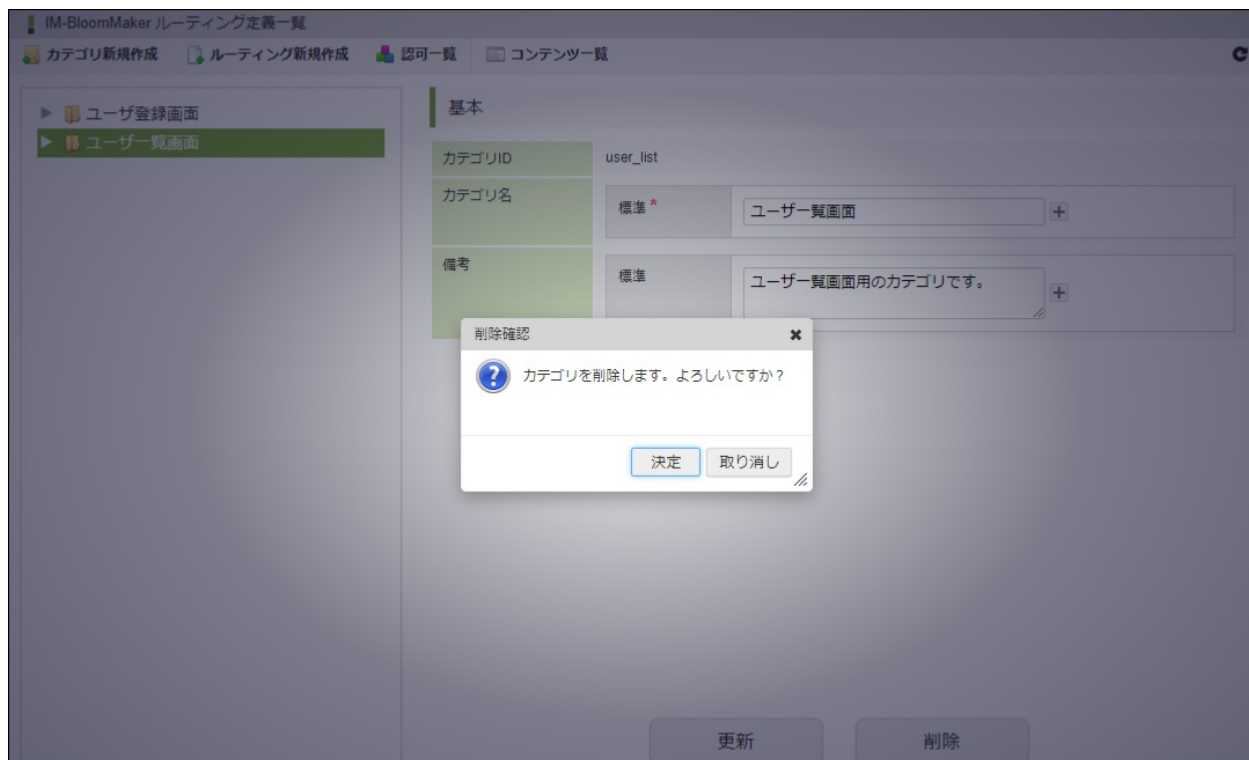 IM-BloomMaker ルーティング定義一覧
カテゴリ新規作成 ルーティング新規作成 認可一覧 コンテンツ一覧
ユーザ登録画面
ユーザ一覧画面
基本
カテゴリID user_list
カテゴリ名 標準 * ユーザ一覧画面
備考 標準 ユーザ一覧画面用のカテゴリです。
削除確認
カテゴリを削除します。よろしいですか？
決定 取り消し
更新 削除